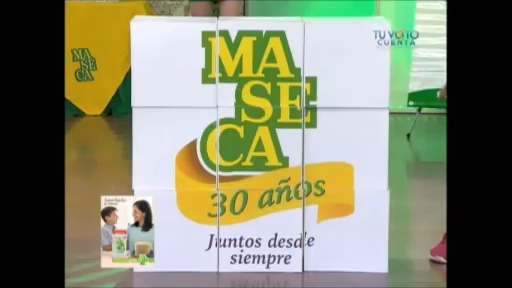 TU VOTO
CUENTA
MA
SE
CA
MA
SE
CA
30 años
Juntos desde
siempre